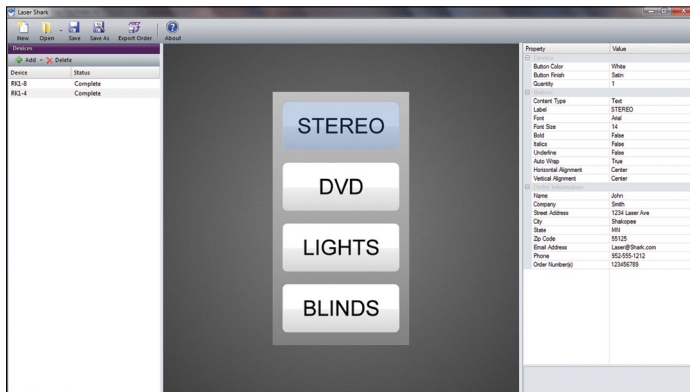 Laser Shark
New Open Save Save As Export Order About
Devices
Add Delete
Device Status
RK1-8 Complete
RK1-4 Complete
STEREO
DVD
LIGHTS
BLINDS
Property Value
Button Color White
Button Finish Satin
Quantity 1
Button
Content Type Text
Label STEREO
Font Arial
Font Size 14
Bold False
Italics False
Underline False
Auto Wrap True
Horizontal Alignment Center
Vertical Alignment Center
Order Information
Name John
Company Smith
Street Address 1234 Laser Ave
City Shakopee
State MN
Zip Code 55125
Email Address Laser@Shark.com
Phone 952-555-1212
Order Number(s) 123456789